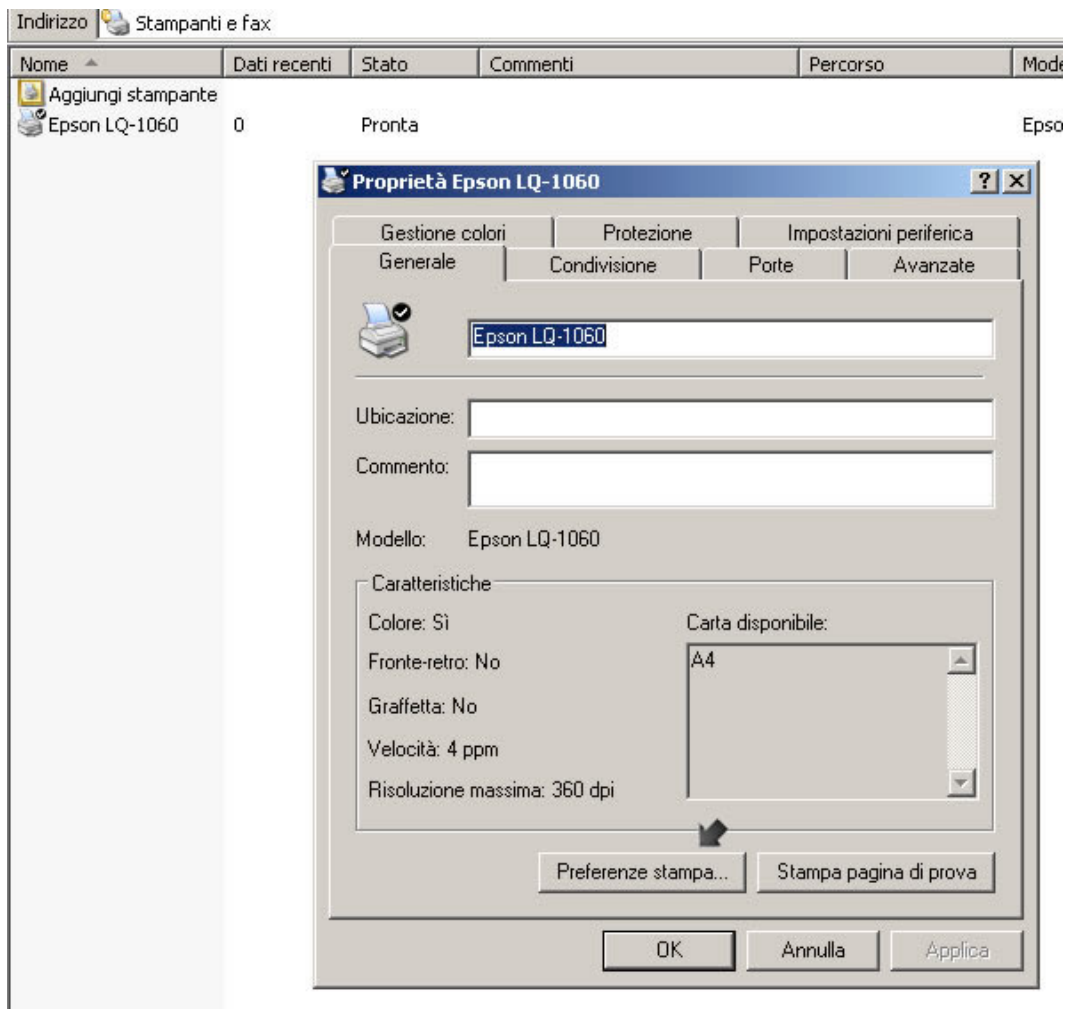 Indirizzo Stampanti e fax
Nome Dati recenti Stato Commenti Percorso
Aggiungi stampante
Epson LQ-1060 0 Pronta
Proprietà Epson LQ-1060
Gestione colori Protezione Impostazioni periferica
Generale Condivisione Porte Avanzate
Epson LQ-1060
Ubicazione:
Commento:
Modello: Epson LQ-1060
Caratteristiche
Colore: Sì Carta disponibile:
Fronte-retro: No A4
Graffetta: No
Velocità: 4 ppm
Risoluzione massima: 360 dpi
Preferenze stampa... Stampa pagina di prova
OK Annulla Applica